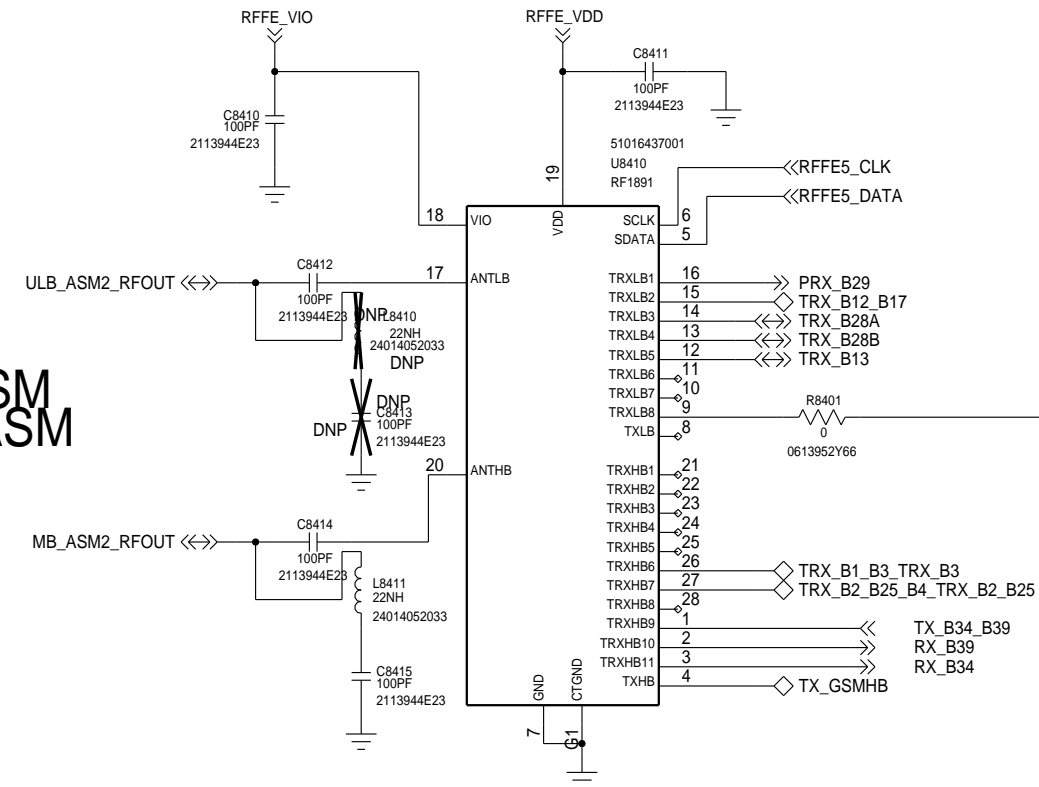 RFFE_VIO
RFFE_VDD
C8411
100PF
2113944E23
C8410
100PF
2113944E23
51016437001
U8410
RF1891
19
RFFE5_CLK
RFFE5_DATA
18 VIO
VDD
SCLK 6
SDATA 5
ULB_ASM2_RFOUT
C8412
100PF
2113944E23
17 ANTLB
DNP
L8410
22NH
24014052033
DNP
TRXLB1 16 PRX_B29
TRXLB2 15 TRX_B12_B17
TRXLB3 14 TRX_B28A
TRXLB4 13 TRX_B28B
TRXLB5 12 TRX_B13
TRXLB6 11
TRXLB7 10
TRXLB8 9
TXLB 8
R8401
0
0613952Y66
SM
ASM
DNP
C8413
100PF
2113944E23
DNP
20 ANTHB
TRXHB1 21
TRXHB2 22
TRXHB3 23
TRXHB4 24
TRXHB5 25
TRXHB6 26 TRX_B1_B3_TRX_B3
TRXHB7 27 TRX_B2_B25_B4_TRX_B2_B25
TRXHB8 28
TRXHB9 1 TX_B34_B39
TRXHB10 2 RX_B39
TRXHB11 3 RX_B34
TXHB 4 TX_GSMHB
MB_ASM2_RFOUT
C8414
100PF
2113944E23
L8411
22NH
24014052033
C8415
100PF
2113944E23
GND
CTGND
7
G1